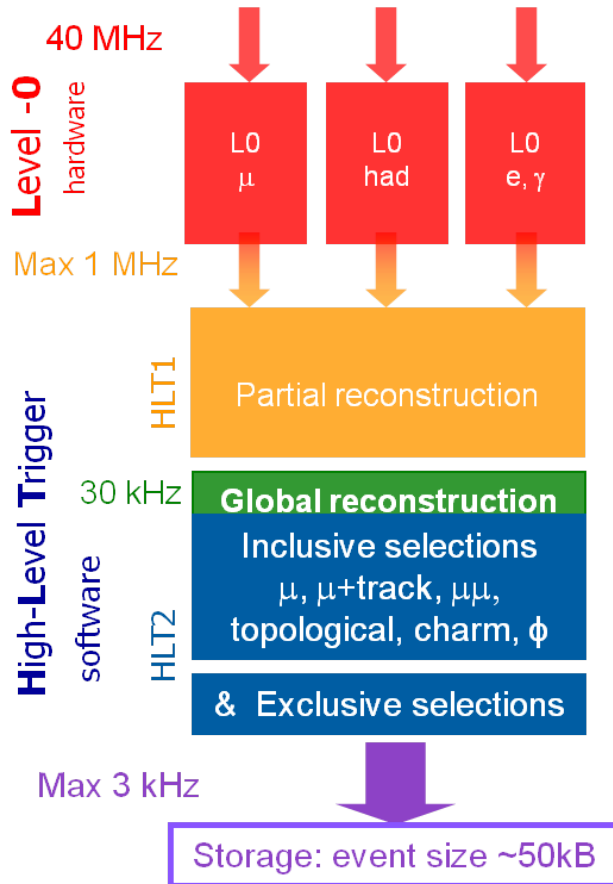 40 MHz
Level -0
hardware
L0
μ
L0
had
L0
e, γ
Max 1 MHz
HLT1
Partial reconstruction
High-Level Trigger
software
30 kHz
Global reconstruction
HLT2
Inclusive selections
μ, μ+track, μμ,
topological, charm, ϕ
& Exclusive selections
Max 3 kHz
Storage: event size ~50kB